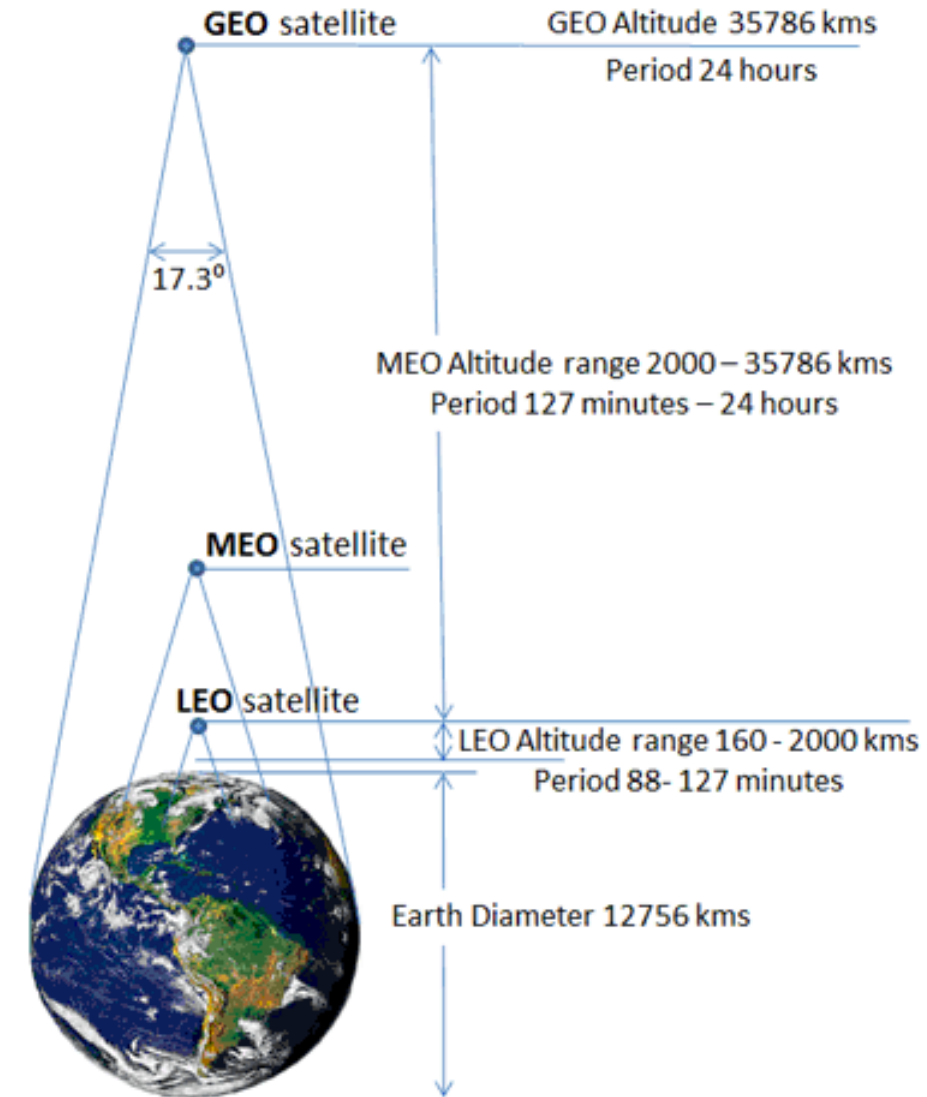 GEO satellite
GEO Altitude 35786 kms
Period 24 hours
17.3⁰
MEO Altitude range 2000 – 35786 kms
Period 127 minutes – 24 hours
MEO satellite
LEO satellite
LEO Altitude range 160 - 2000 kms
Period 88- 127 minutes
Earth Diameter 12756 kms